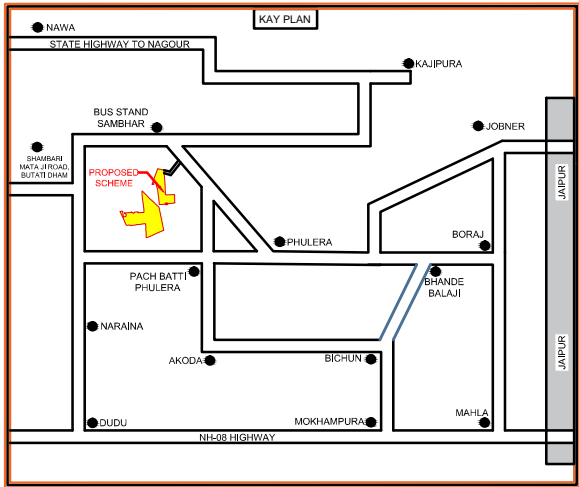 KAY PLAN
NAWA
STATE HIGHWAY TO NAGOUR
KAJIPURA
BUS STAND
SAMBHAR
JOBNER
SHAMBARI
MATA JI ROAD,
BUTATI DHAM
PROPOSED
SCHEME
JAIPUR
PHULERA
BORAJ
PACH BATTI
PHULERA
BHANDE
BALAJI
NARAINA
AKODA
BICHUN
JAIPUR
DUDU
MOKHAMPURA
MAHLA
NH-08 HIGHWAY